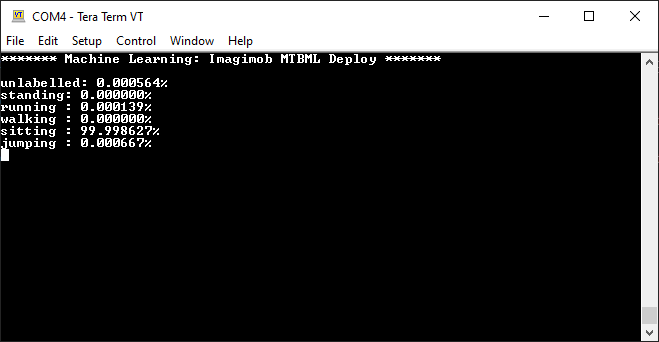 COM4 - Tera Term VT
File Edit Setup Control Window Help
******* Machine Learning: Imagimob MTBML Deploy *******
unlabelled: 0.000564%
standing: 0.000000%
running : 0.000139%
walking : 0.000000%
sitting : 99.998627%
jumping : 0.000667%